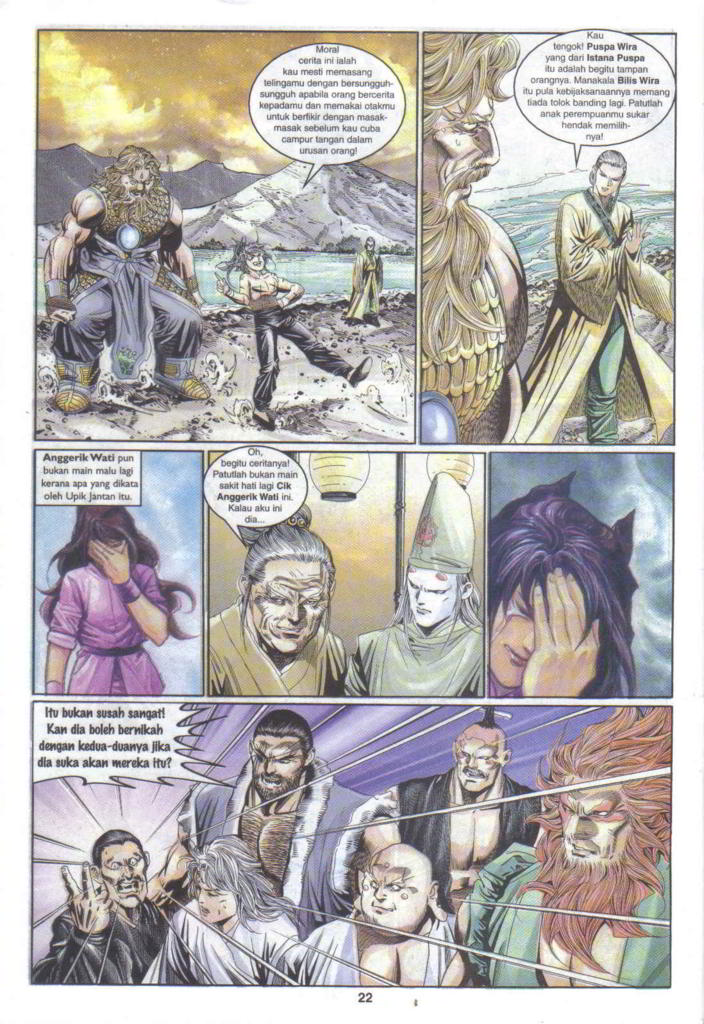 Moral
cerita ini ialah
kau mesti memasang
telingamu dengan bersungguh-
sungguh apabila orang bercerita
kepadamu dan memakai otakmu
untuk berfikir dengan masak-
masak sebelum kau cuba
campur tangan dalam
urusan orang!
Kau
tengok! Puspa Wira
yang dari Istana Puspa
itu adalah begitu tampan
orangnya. Manakala Bilis Wira
itu pula kebijaksanaannya memang
tiada tolok banding lagi. Patutlah
anak perempuanmu sukar
hendak memilih-
nya!
Anggerik Wati pun
bukan main malu lagi
kerana apa yang dikata
oleh Upik Jantan itu.
Oh,
begitu ceritanya!
Patutlah bukan main
sakit hati lagi Cik
Anggerik Wati ini.
Kalau aku ini
dia...
Itu bukan susah sangat!
Kan dia boleh bernikah
dengan kedua-duanya jika
dia suka akan mereka itu?
22